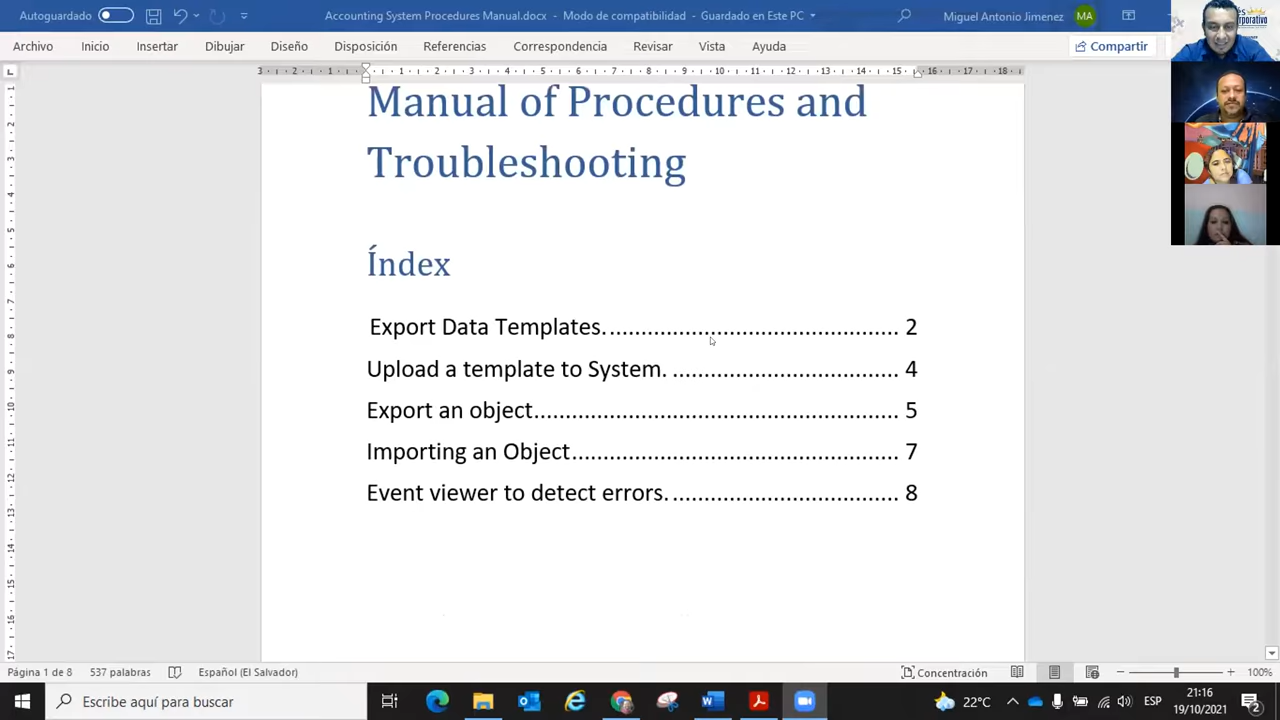 Autoguardado
Accounting System Procedures Manual.docx - Modo de compatibilidad - Guardado en Este PC
Miguel Antonio Jimenez
MA
Archivo
Inicio
Insertar
Dibujar
Diseño
Disposición
Referencias
Correspondencia
Revisar
Vista
Ayuda
Compartir
Manual of Procedures and
Troubleshooting
Índex
Export Data Templates. 2
Upload a template to System. 4
Export an object 5
Importing an Object 7
Event viewer to detect errors. 8
Página 1 de 8
537 palabras
Español (El Salvador)
Concentración
100%
Escribe aquí para buscar
22°C
ESP
21:16
19/10/2021
2